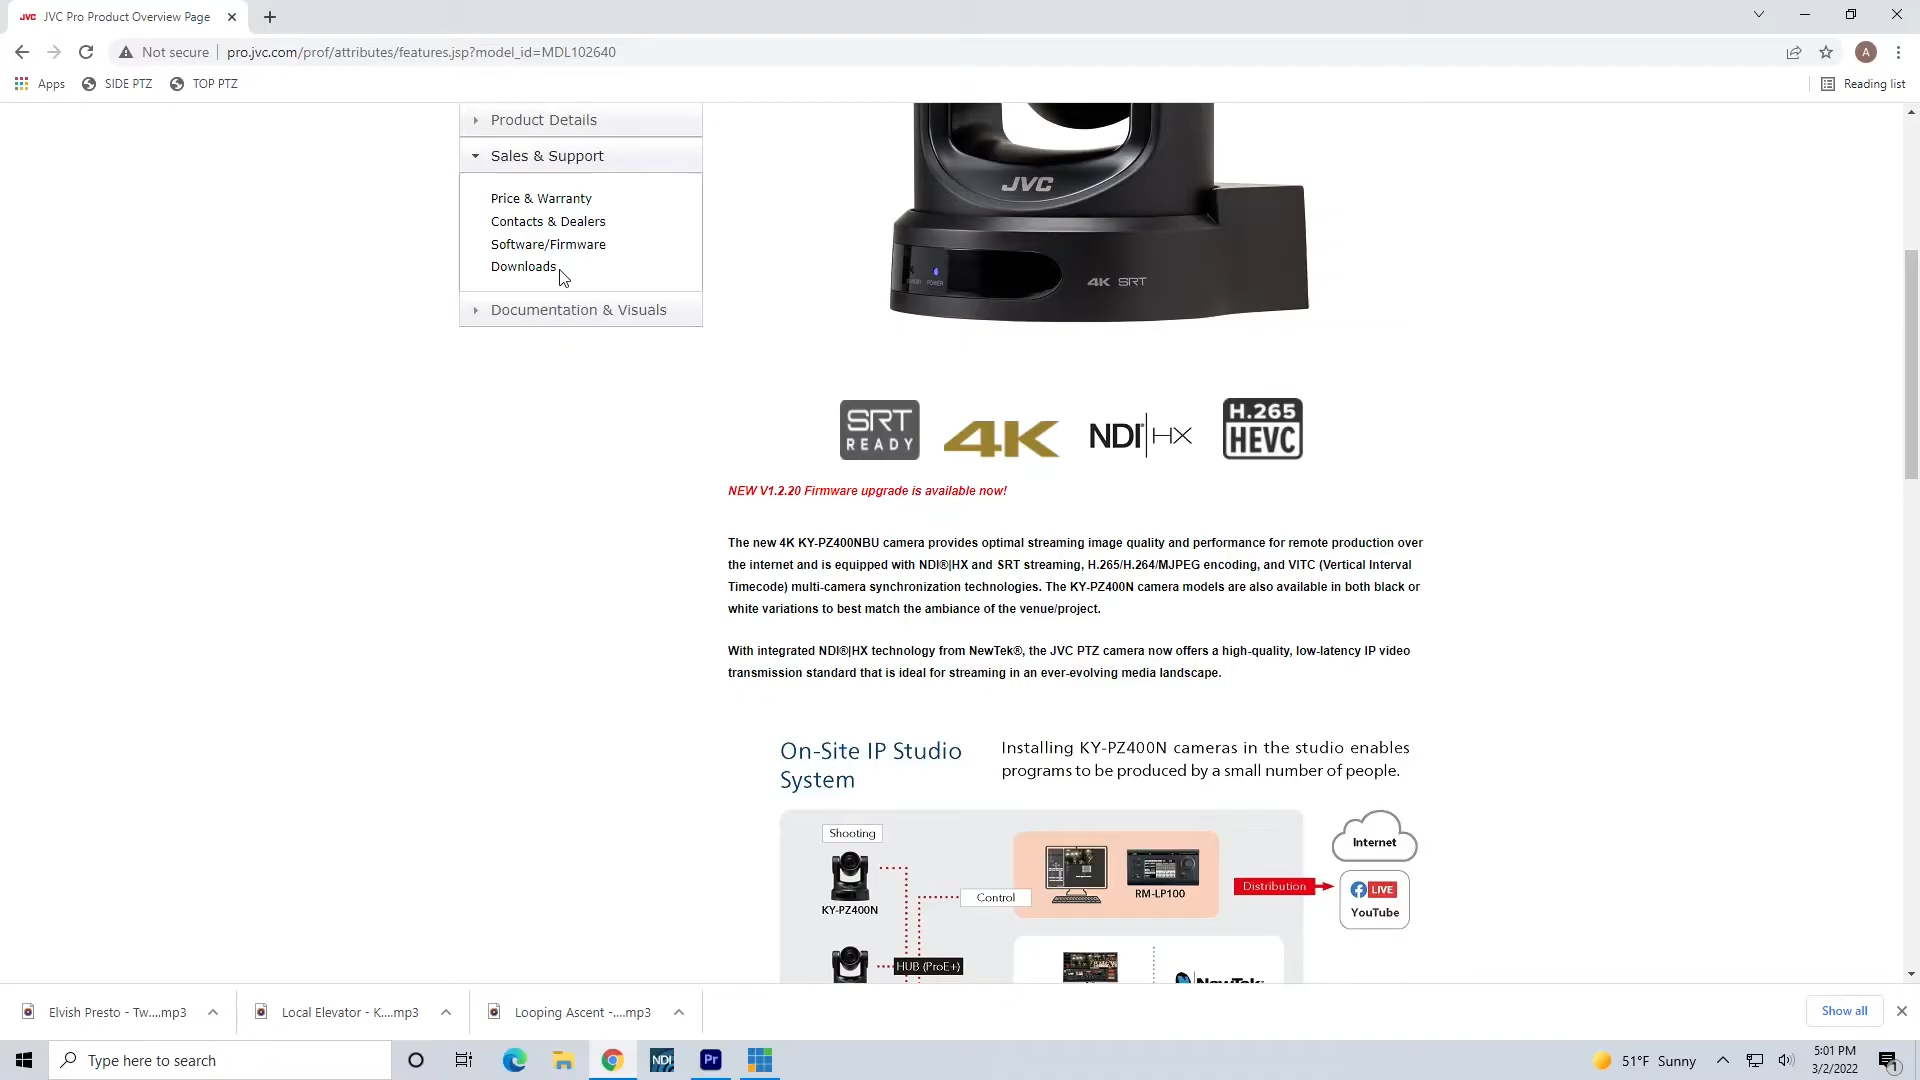 JVC JVC Pro Product Overview Page
Not secure pro.jvc.com/prof/attributes/features.jsp?model_id=MDL102640 A
Apps SIDE PTZ TOP PTZ Reading list
Product Details
Sales & Support
Price & Warranty
Contacts & Dealers
Software/Firmware
Downloads
Documentation & Visuals
JVC
POWER
4K SRT
SRT
READY
4K
NDI® HX
H.265
HEVC
NEW V1.2.20 Firmware upgrade is available now!
The new 4K KY-PZ400NBU camera provides optimal streaming image quality and performance for remote production over
the internet and is equipped with NDI®|HX and SRT streaming, H.265/H.264/MJPEG encoding, and VITC (Vertical Interval
Timecode) multi-camera synchronization technologies. The KY-PZ400N camera models are also available in both black or
white variations to best match the ambiance of the venue/project.
With integrated NDI®|HX technology from NewTek®, the JVC PTZ camera now offers a high-quality, low-latency IP video
transmission standard that is ideal for streaming in an ever-evolving media landscape.
On-Site IP Studio
System
Installing KY-PZ400N cameras in the studio enables
programs to be produced by a small number of people.
Shooting
KY-PZ400N
Control
RM-LP100
Distribution
Internet
LIVE
YouTube
HUB (ProE+)
NewTek
Elvish Presto - Tw....mp3 Local Elevator - K....mp3 Looping Ascent -....mp3 Show all
Type here to search NDI Pr 51°F Sunny
5:01 PM
3/2/2022
1